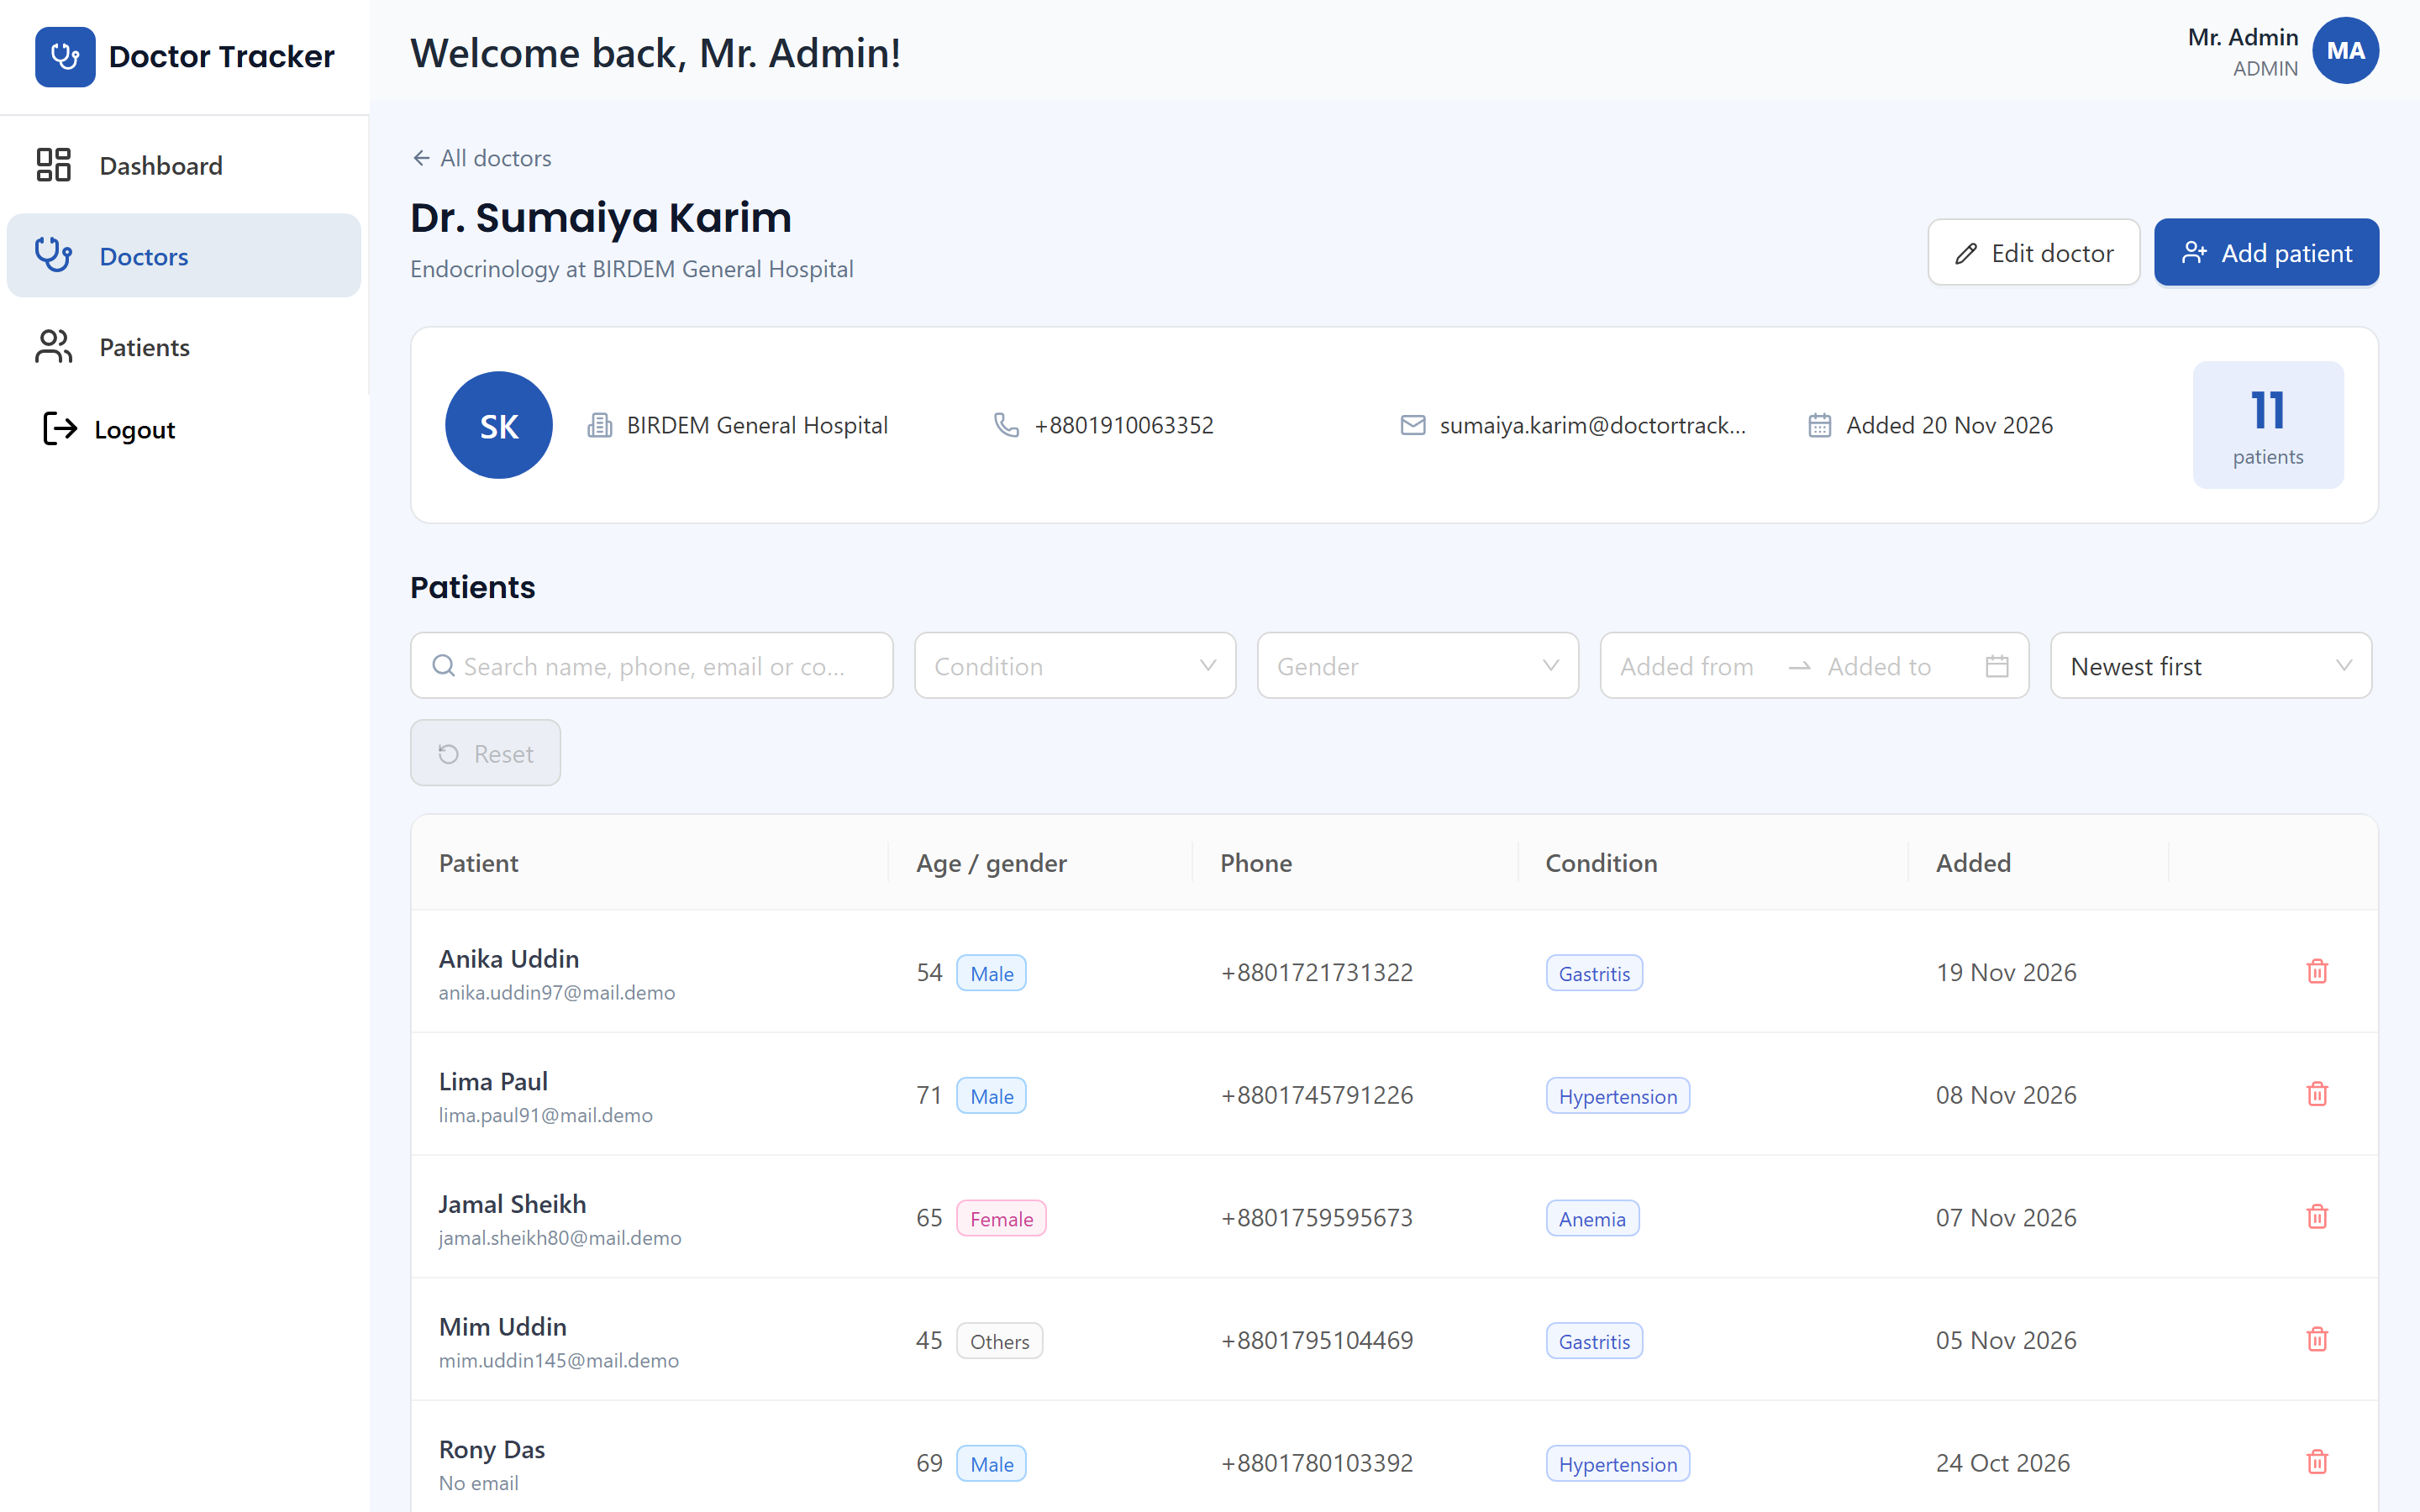 Doctor Tracker
Welcome back, Mr. Admin!
Mr. Admin
ADMIN
MA
Dashboard
Doctors
Patients
Logout
All doctors
Dr. Sumaiya Karim
Endocrinology at BIRDEM General Hospital
Edit doctor
Add patient
SK
BIRDEM General Hospital
+8801910063352
sumaiya.karim@doctortrack...
Added 20 Nov 2026
11
patients
Patients
Search name, phone, email or co...
Condition
Gender
Added from
Added to
Newest first
Reset
Patient Age / gender Phone Condition Added
Anika Uddin
anika.uddin97@mail.demo
54 Male +8801721731322 Gastritis 19 Nov 2026
Lima Paul
lima.paul91@mail.demo
71 Male +8801745791226 Hypertension 08 Nov 2026
Jamal Sheikh
jamal.sheikh80@mail.demo
65 Female +8801759595673 Anemia 07 Nov 2026
Mim Uddin
mim.uddin145@mail.demo
45 Others +8801795104469 Gastritis 05 Nov 2026
Rony Das
No email
69 Male +8801780103392 Hypertension 24 Oct 2026